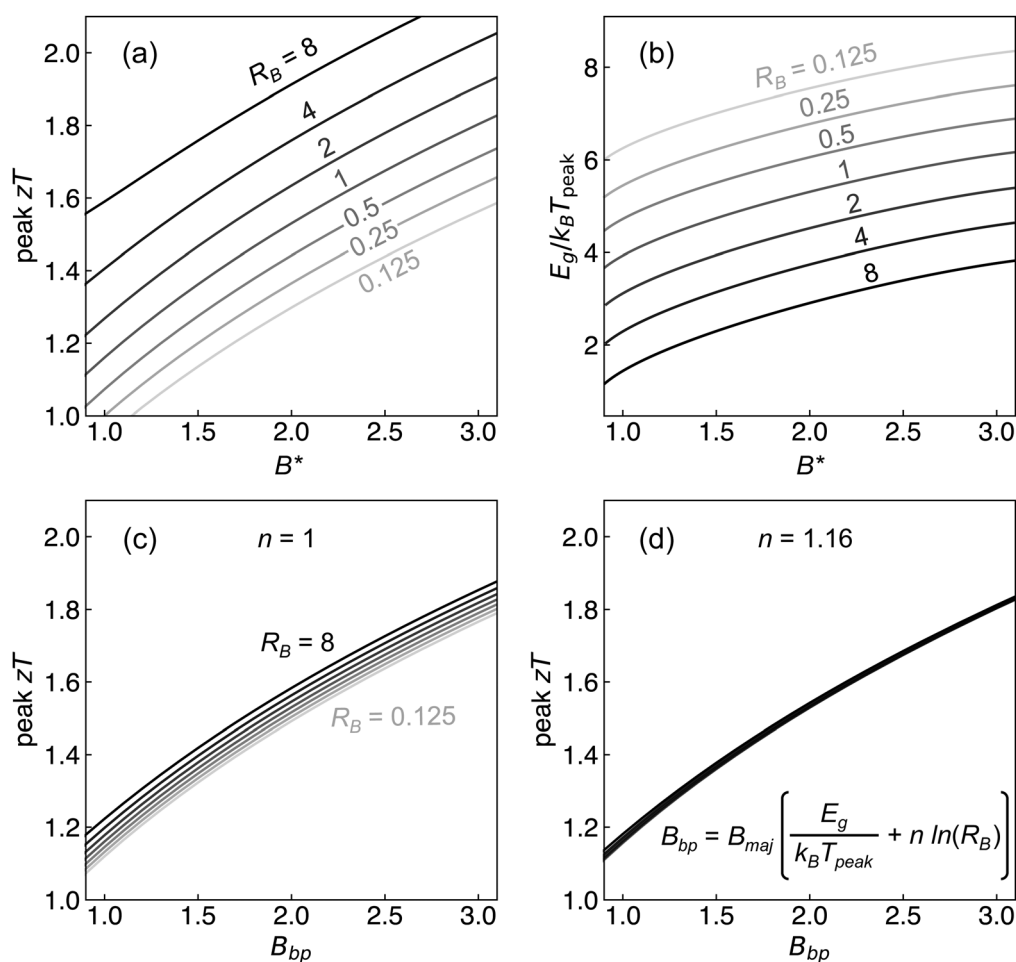 (a)
R_B = 8
4
2
1
0.5
0.25
0.125
peak zT
2.0
1.8
1.6
1.4
1.2
1.0
1.0 1.5 2.0 2.5 3.0
B*
(b)
R_B = 0.125
0.25
0.5
1
2
4
8
E_g/k_BT_peak
8
6
4
2
1.0 1.5 2.0 2.5 3.0
B*
(c)
n = 1
R_B = 8
R_B = 0.125
peak zT
2.0
1.8
1.6
1.4
1.2
1.0
1.0 1.5 2.0 2.5 3.0
B_bp
(d)
n = 1.16
B_bp = B_maj ( E_g / k_B T_peak + n ln(R_B) )
peak zT
2.0
1.8
1.6
1.4
1.2
1.0
1.0 1.5 2.0 2.5 3.0
B_bp